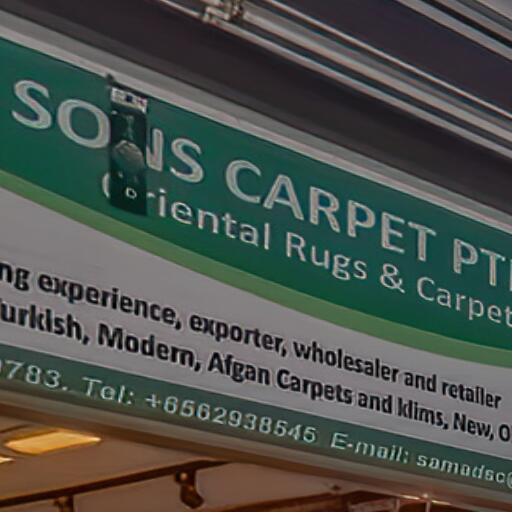 SONS CARPET PT
Oriental Rugs & Carpet
ng experience, exporter, wholesaler and retailer
urkish, Modern, Afgan Carpets and klims, New, O
783. Tel: +6562938545 E-mail: samadsc@